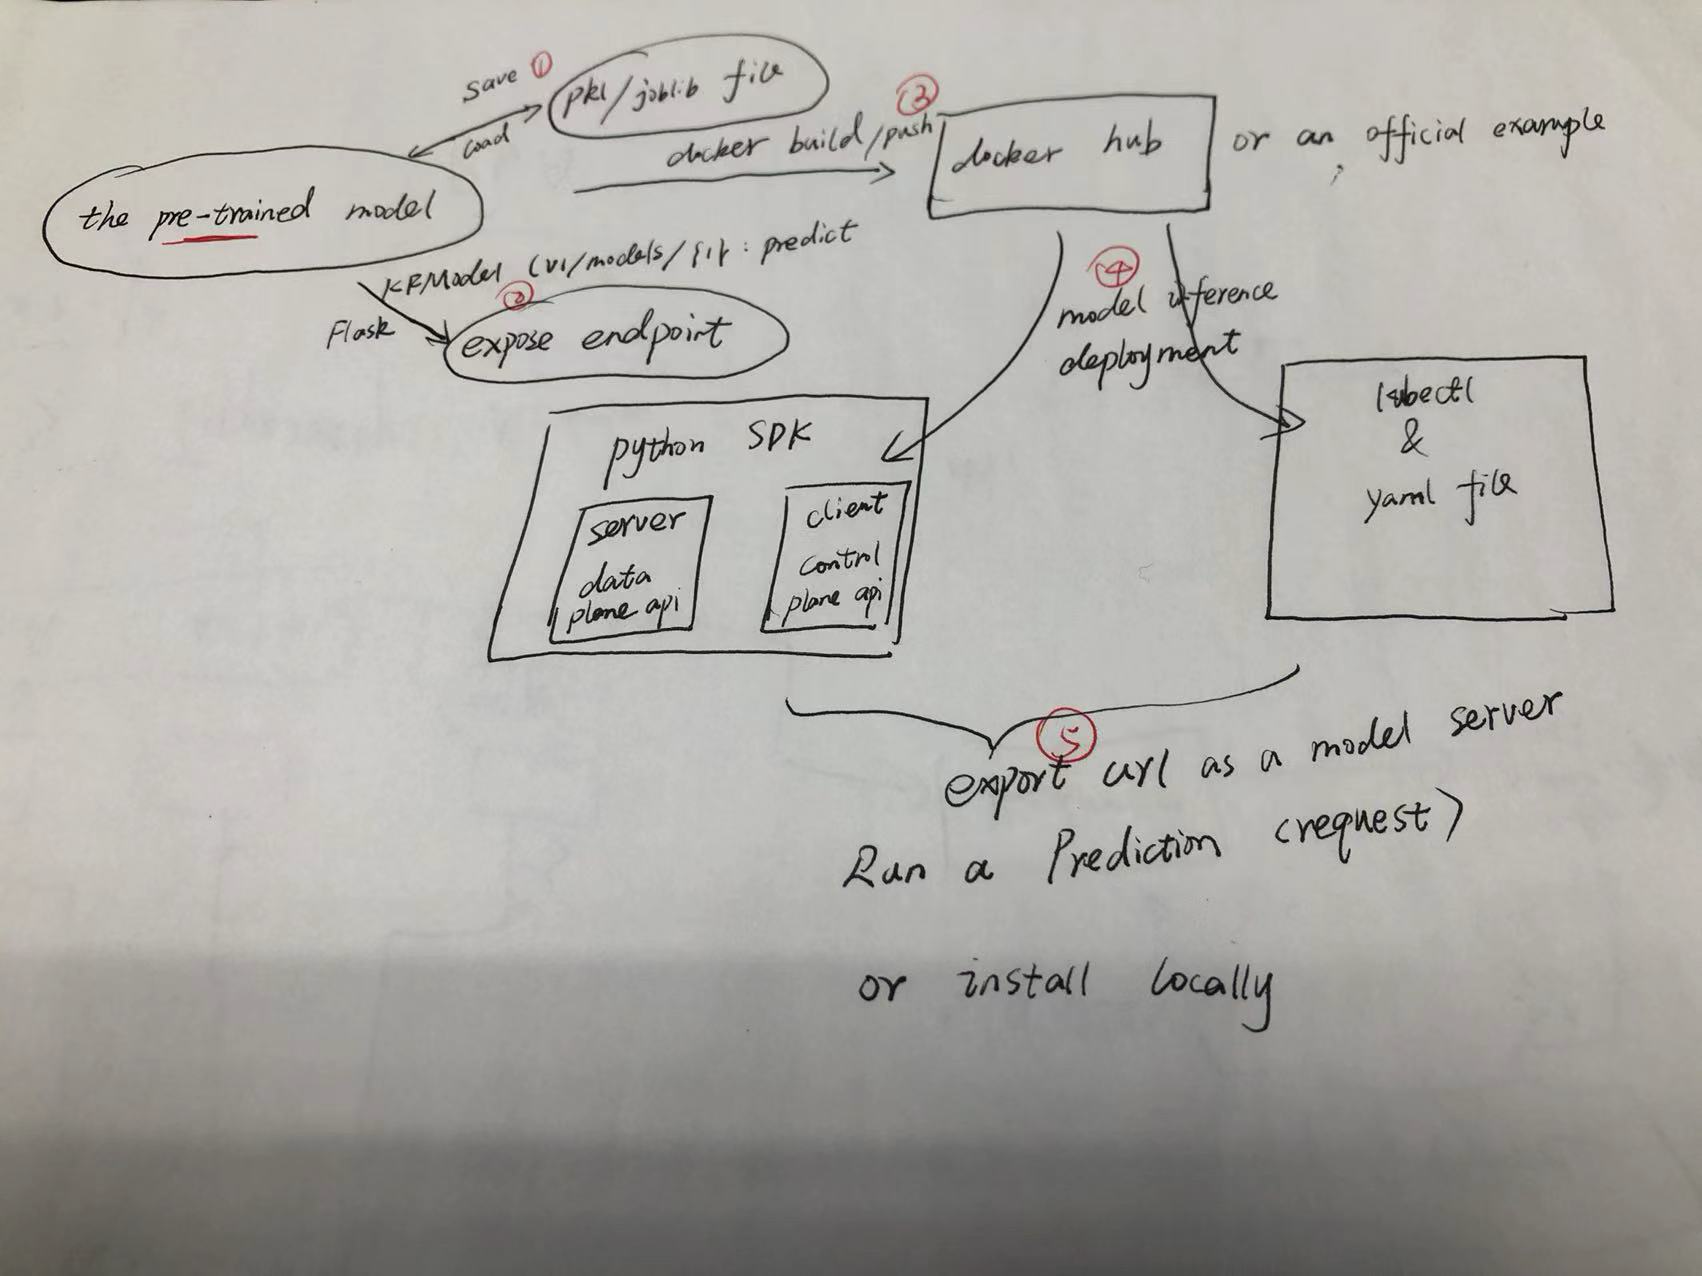 save ①
pkl/joblib file
load
docker build/push ③
docker hub
or an official example
the pre-trained model
KFModel (v1/models/{}: predict
②
Flask
expose endpoint
④
model inference
deployment
python SDK
server
data
plane api
client
control
plane api
kubectl
&
yaml file
⑤
export url as a model server
Run a Prediction (request)
or install locally